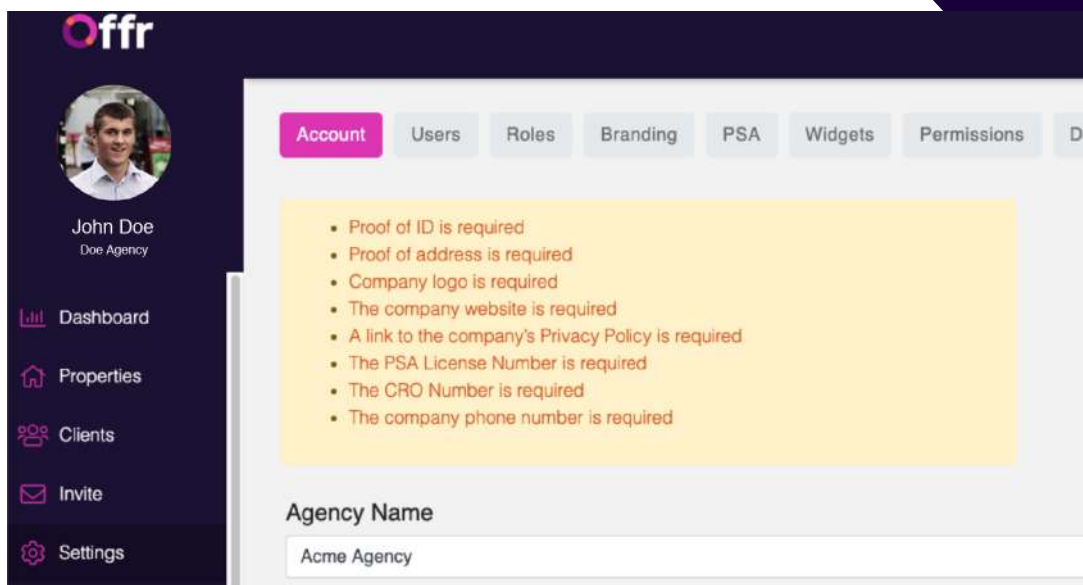 Offr
John Doe
Doe Agency
Dashboard
Properties
Clients
Invite
Settings
Account Users Roles Branding PSA Widgets Permissions D
• Proof of ID is required
• Proof of address is required
• Company logo is required
• The company website is required
• A link to the company's Privacy Policy is required
• The PSA License Number is required
• The CRO Number is required
• The company phone number is required
Agency Name
Acme Agency